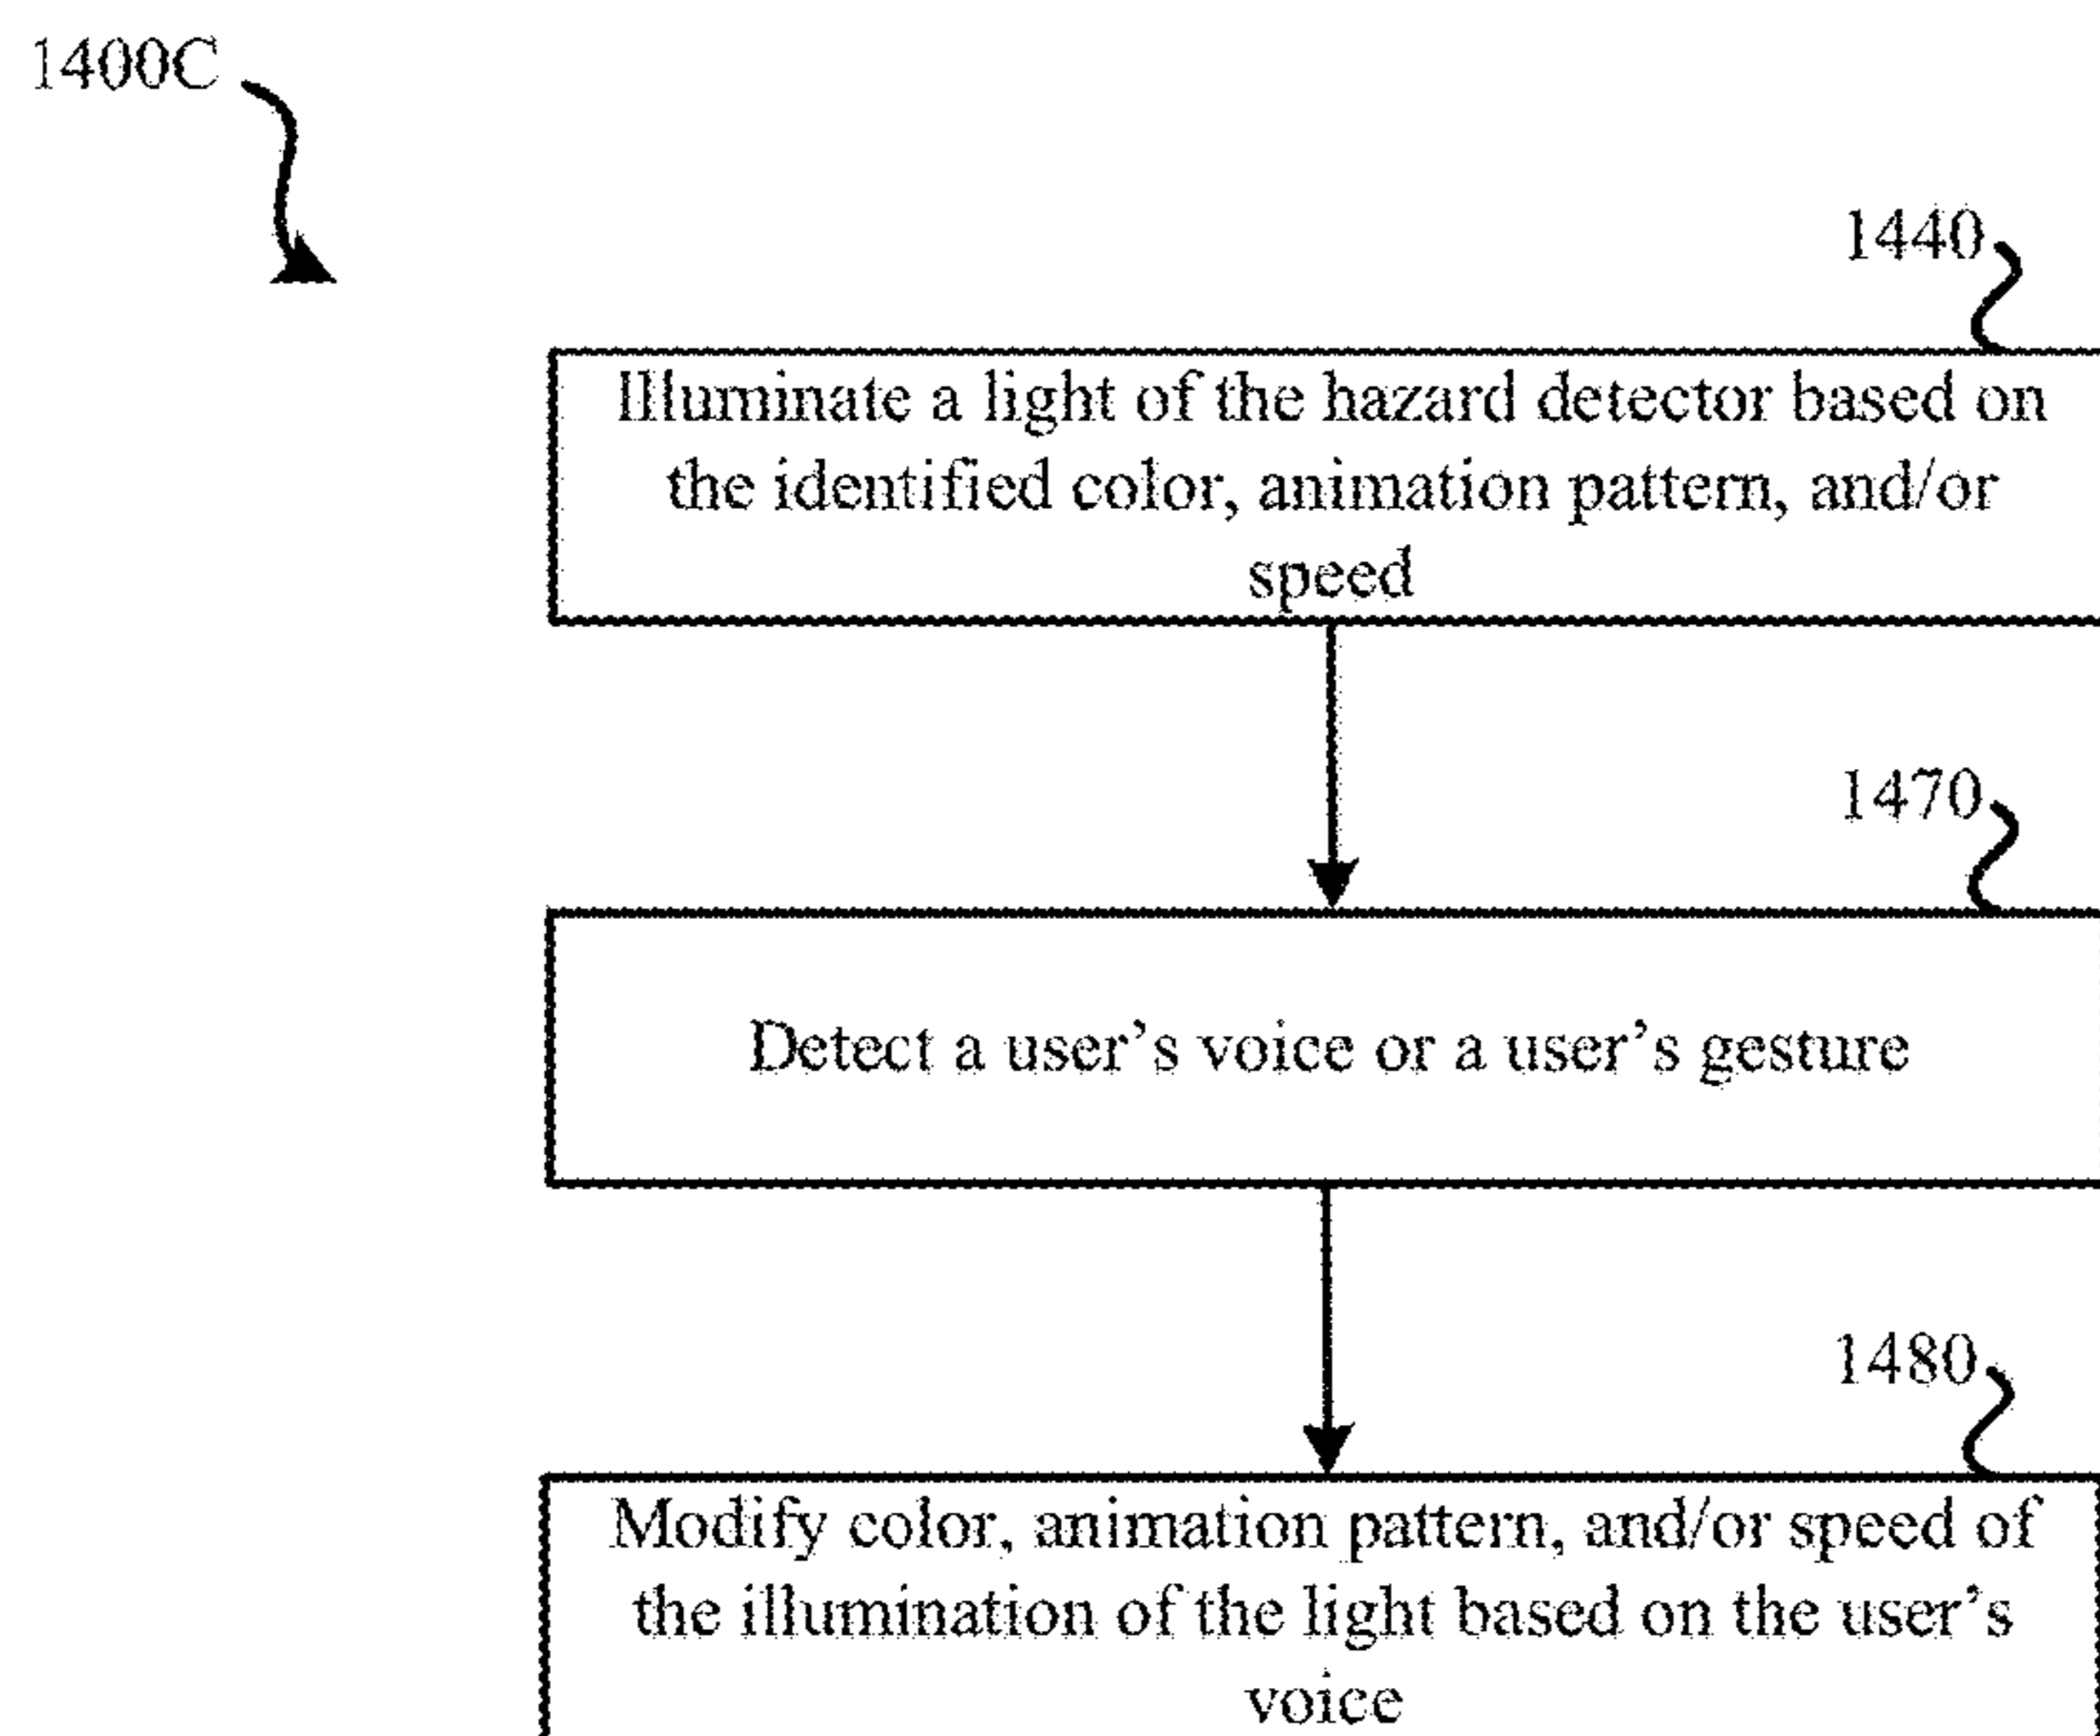 1400C
1440
Illuminate a light of the hazard detector based on
the identified color, animation pattern, and/or
speed
1470
Detect a user's voice or a user's gesture
1480
Modify color, animation pattern, and/or speed of
the illumination of the light based on the user's
voice